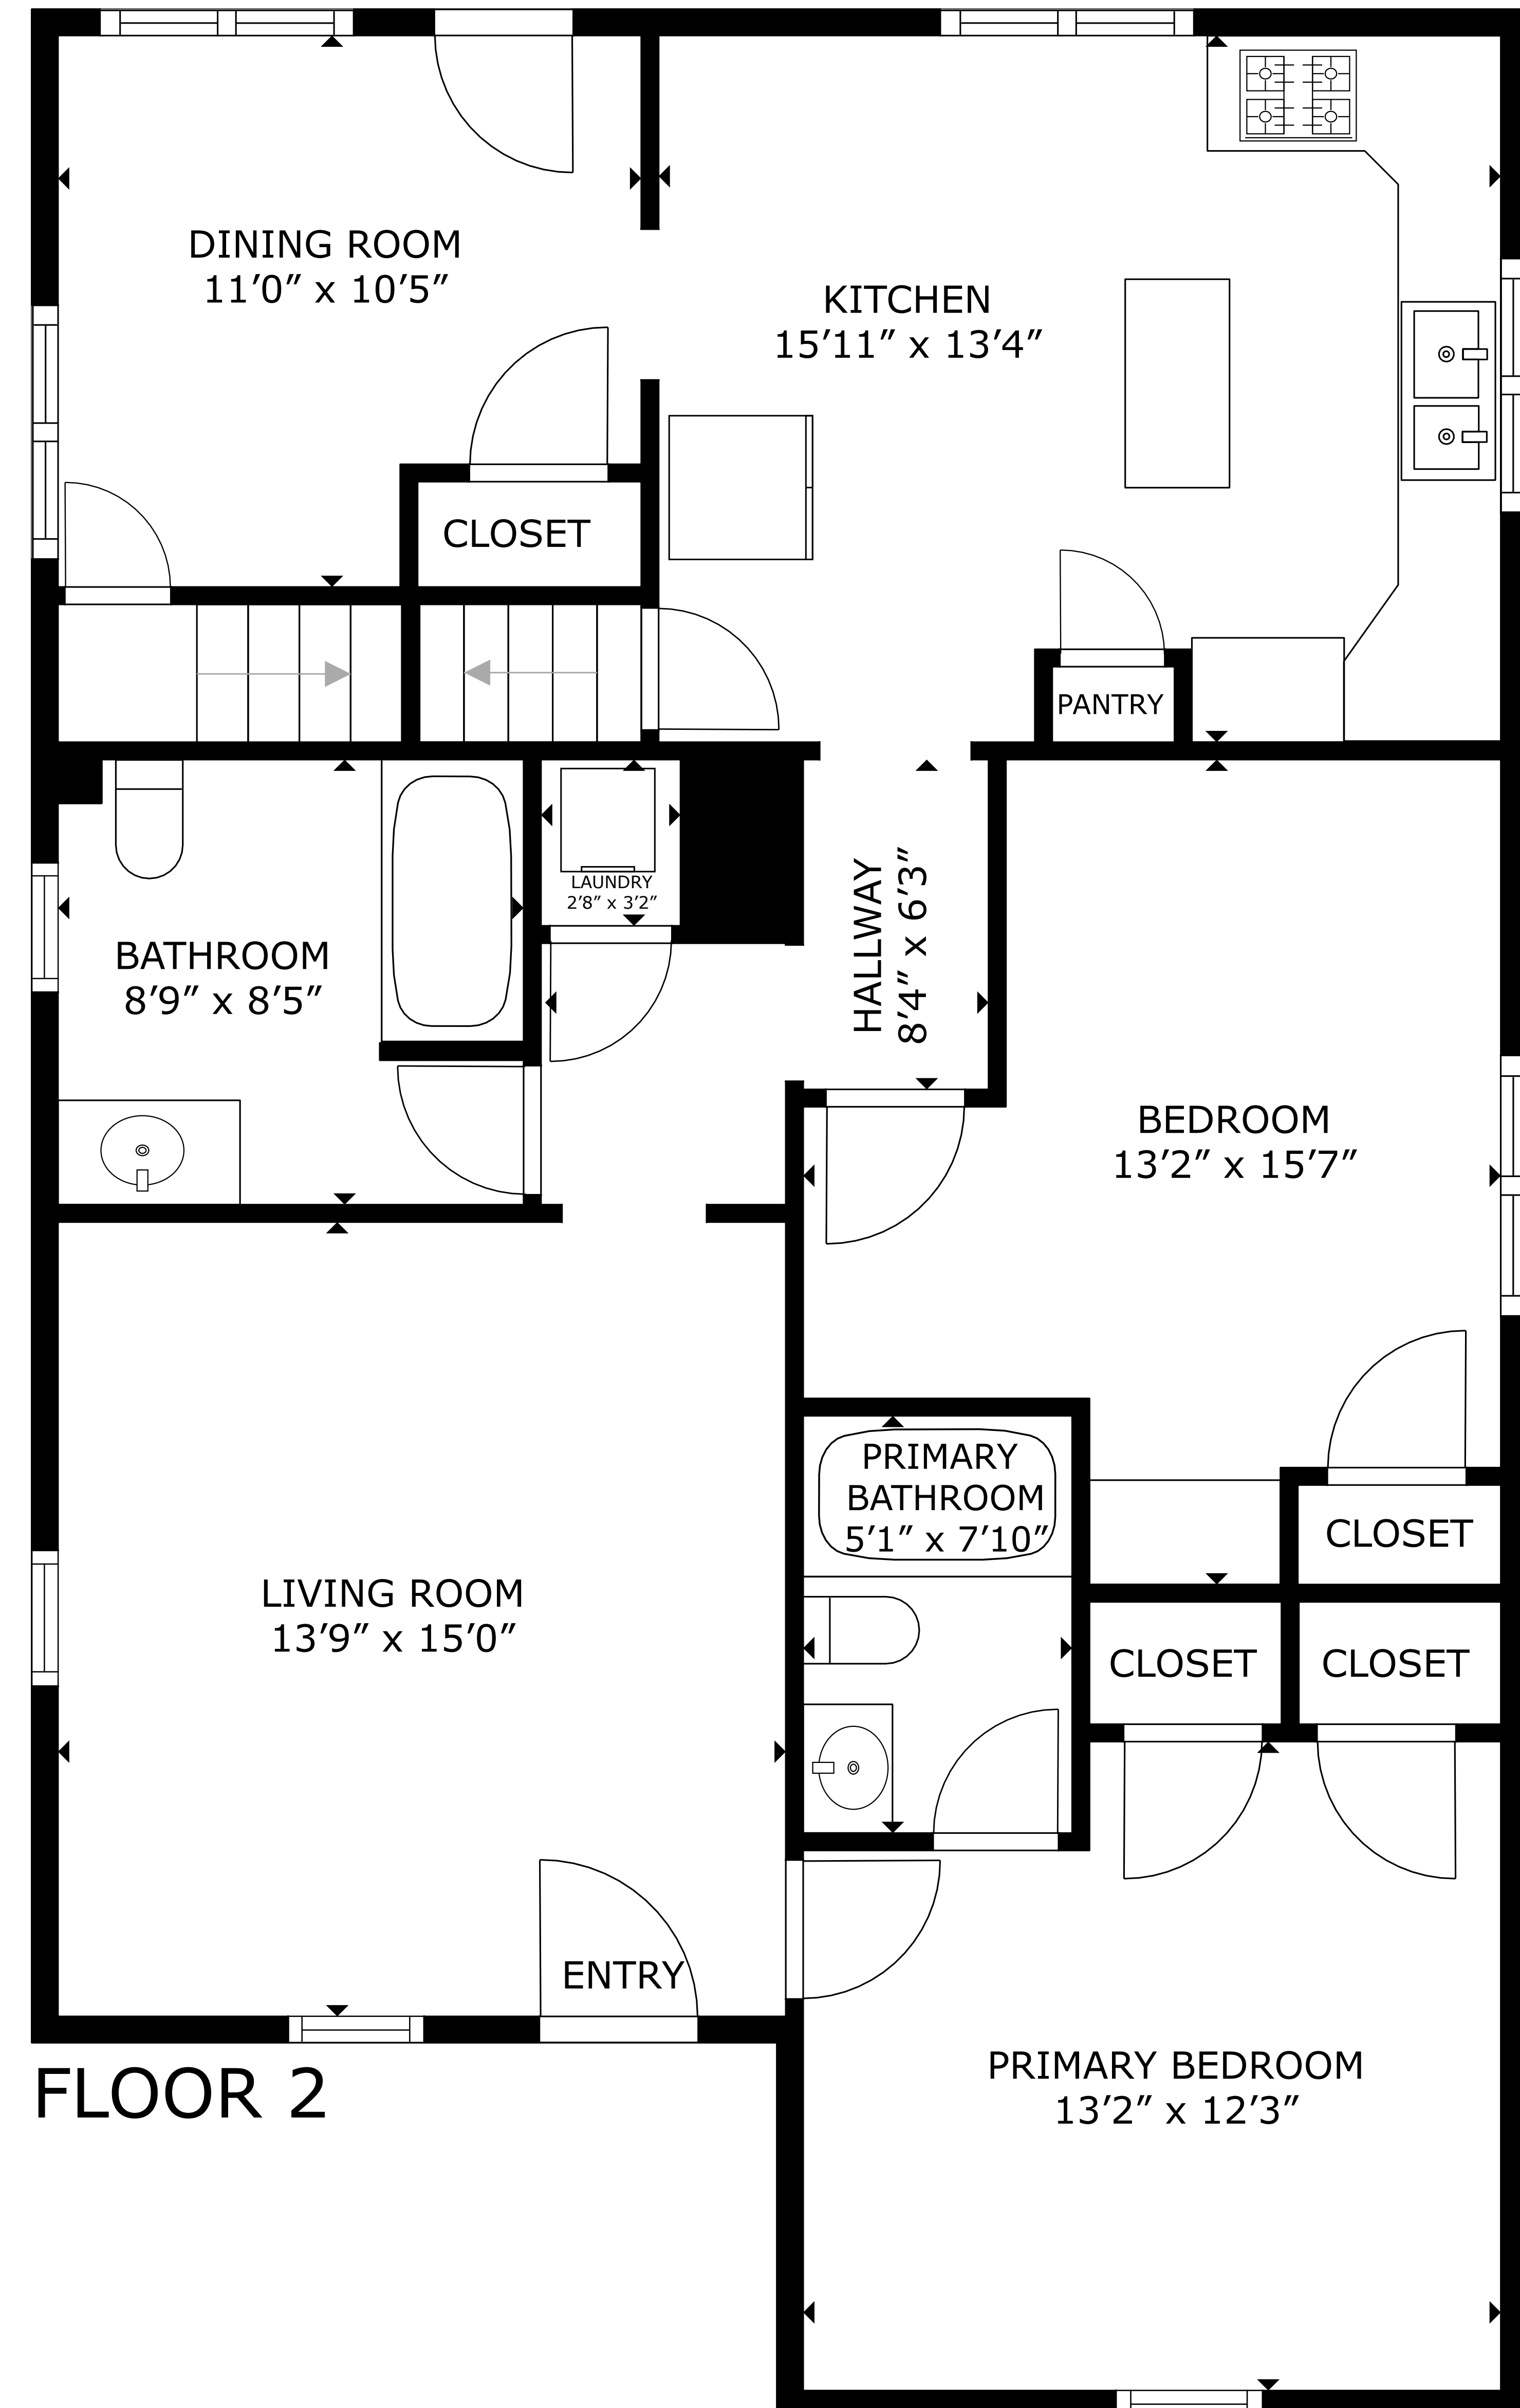 DINING ROOM
11′0″ x 10′5″
KITCHEN
15′11″ x 13′4″
CLOSET
PANTRY
LAUNDRY
2′8″ x 3′2″
HALLWAY
8′4″ x 6′3″
BATHROOM
8′9″ x 8′5″
BEDROOM
13′2″ x 15′7″
PRIMARY
BATHROOM
5′1″ x 7′10″
CLOSET
LIVING ROOM
13′9″ x 15′0″
CLOSET
CLOSET
ENTRY
PRIMARY BEDROOM
13′2″ x 12′3″
FLOOR 2